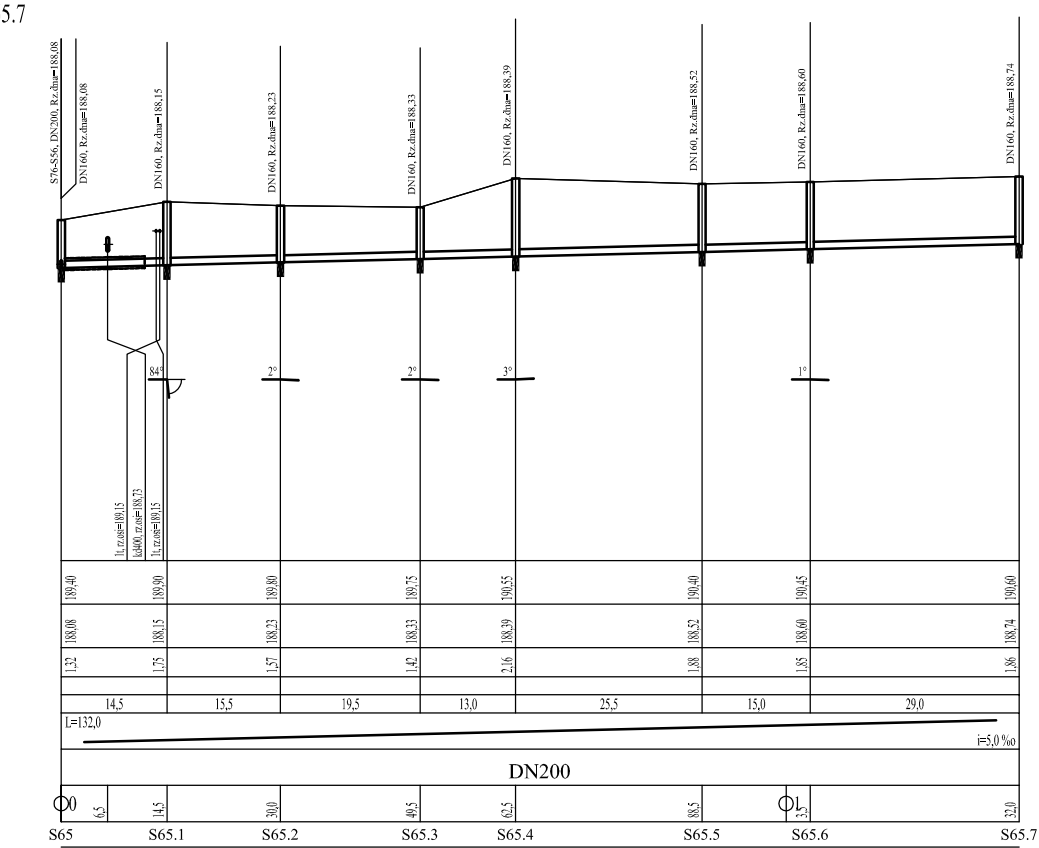 5.7
S76-S56, DN200, Rz.dna=188,08
DN160, Rz.dna=188,08
DN160, Rz.dna=188,15
DN160, Rz.dna=188,23
DN160, Rz.dna=188,33
DN160, Rz.dna=188,39
DN160, Rz.dna=188,52
DN160, Rz.dna=188,60
DN160, Rz.dna=188,74
84° 2° 2° 3° 1°
1t, rz.osi=189,15
kd400, rz.osi=188,73
1t, rz.osi=189,15
189,40 189,90 189,80 189,75 190,55 190,40 190,45 190,60
188,08 188,15 188,23 188,33 188,39 188,52 188,60 188,74
1,32 1,75 1,57 1,42 2,16 1,88 1,85 1,86
14,5 15,5 19,5 13,0 25,5 15,0 29,0
L=132,0
i=5,0 %o
DN200
0 6,5 14,5 30,0 49,5 62,5 88,5 1 3,5 32,0
S65 S65.1 S65.2 S65.3 S65.4 S65.5 S65.6 S65.7